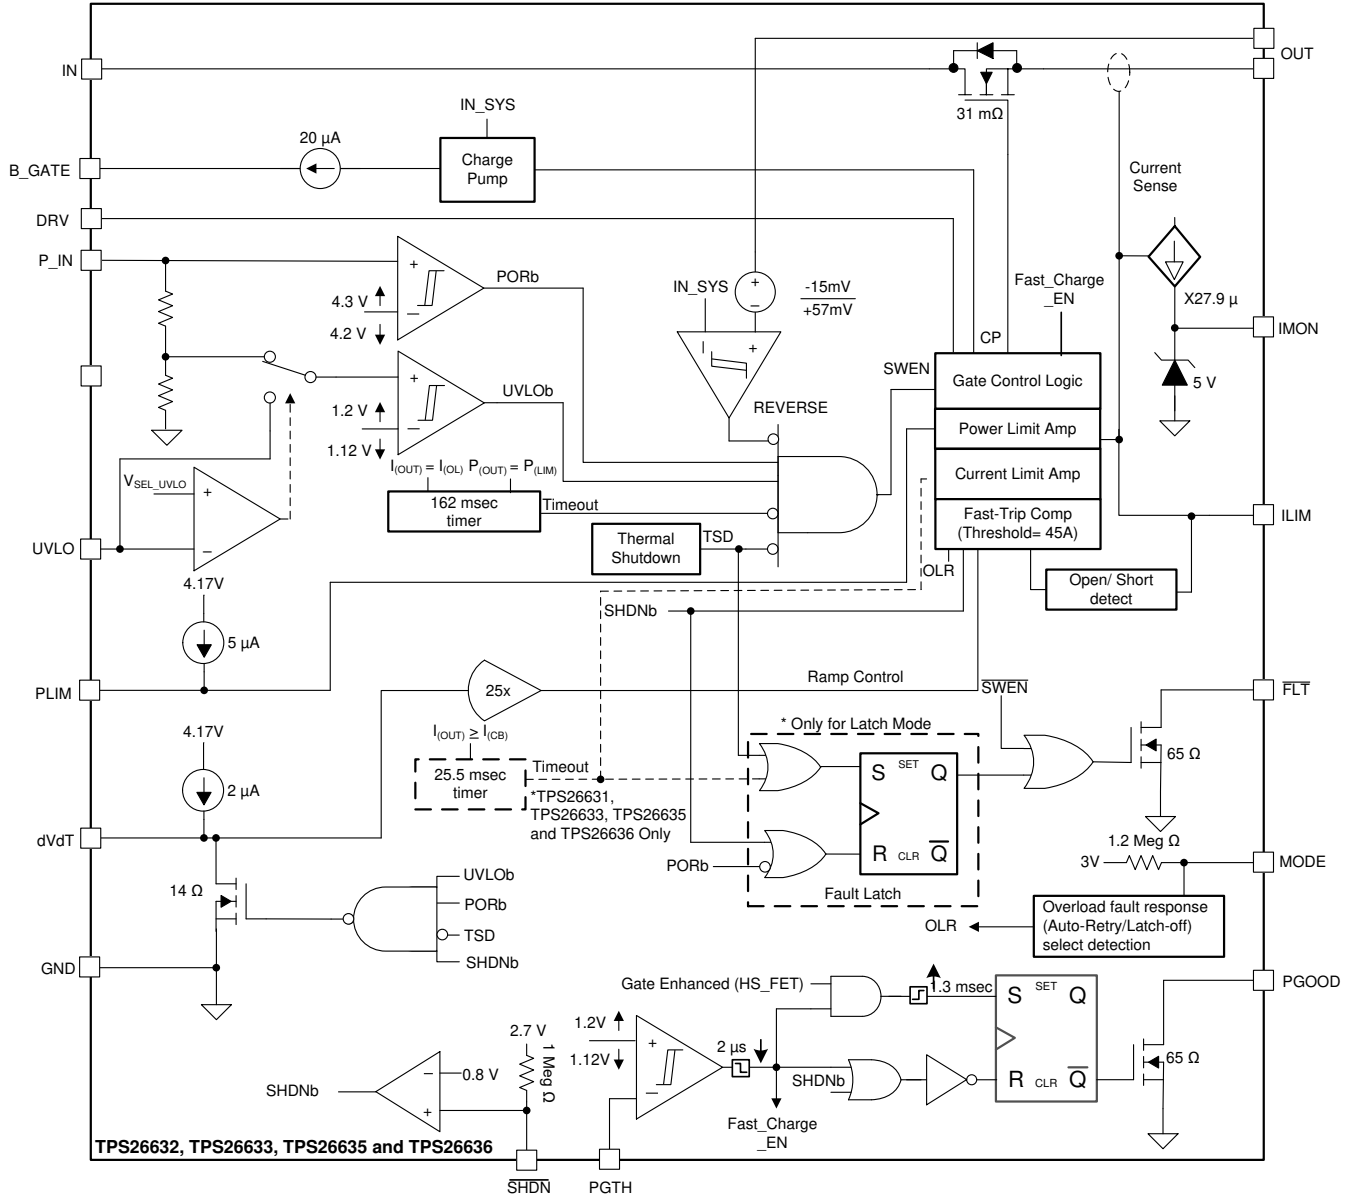 OUT
IN
31 mΩ
IN_SYS
20 µA
Charge
Pump
B_GATE
Current
Sense
DRV
P_IN
PORb
4.3 V
4.2 V
IN_SYS
-15mV
+57mV
Fast_Charge
_EN
X27.9 µ
IMON
CP
SWEN
Gate Control Logic
5 V
UVLOb
1.2 V
1.12 V
REVERSE
Power Limit Amp
I(OUT) = I(OL) P(OUT) = P(LIM)
Current Limit Amp
VSEL_UVLO
162 msec
timer
Timeout
Fast-Trip Comp
(Threshold= 45A)
ILIM
Thermal
Shutdown
TSD
UVLO
OLR
Open/ Short
detect
4.17V
SHDNb
5 µA
Ramp Control
PLIM
25x
SWEN
FLT
4.17V
I(OUT) ≥ I(CB)
* Only for Latch Mode
65 Ω
25.5 msec
timer
Timeout
S SET Q
2 µA
*TPS26631,
TPS26633, TPS26635
and TPS26636 Only
dVdT
1.2 Meg Ω
R CLR Q
PORb
3V
MODE
14 Ω
UVLOb
PORb
TSD
SHDNb
Fault Latch
Overload fault response
(Auto-Retry/Latch-off)
select detection
OLR
GND
Gate Enhanced (HS_FET)
1.3 msec
S SET Q
PGOOD
2.7 V
1 Meg Ω
1.2V
1.12V
2 µs
65 Ω
0.8 V
SHDNb
SHDNb
R CLR Q
Fast_Charge
_EN
TPS26632, TPS26633, TPS26635 and TPS26636
SHDN
PGTH